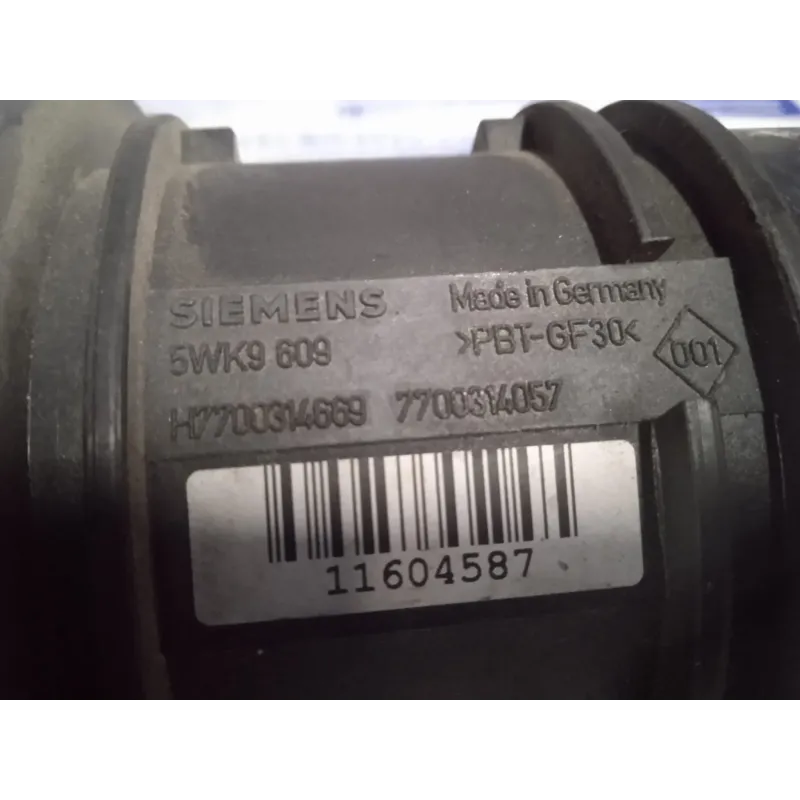 SIEMENS Made in Germany
5WK9 609 >PBT-GF30< 001
H7700314669 7700314057
11604587